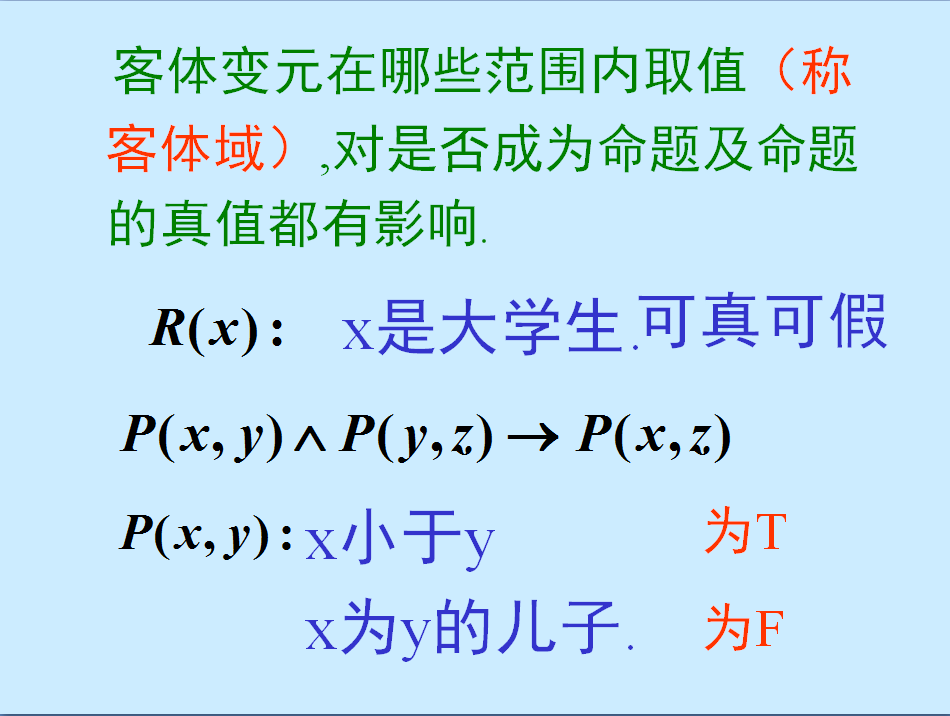 客体变元在哪些范围内取值（称
客体域）,对是否成为命题及命题
的真值都有影响.
R(x): x是大学生.可真可假
P(x,y)∧P(y,z)→P(x,z)
P(x,y): x小于y 为T
x为y的儿子. 为F